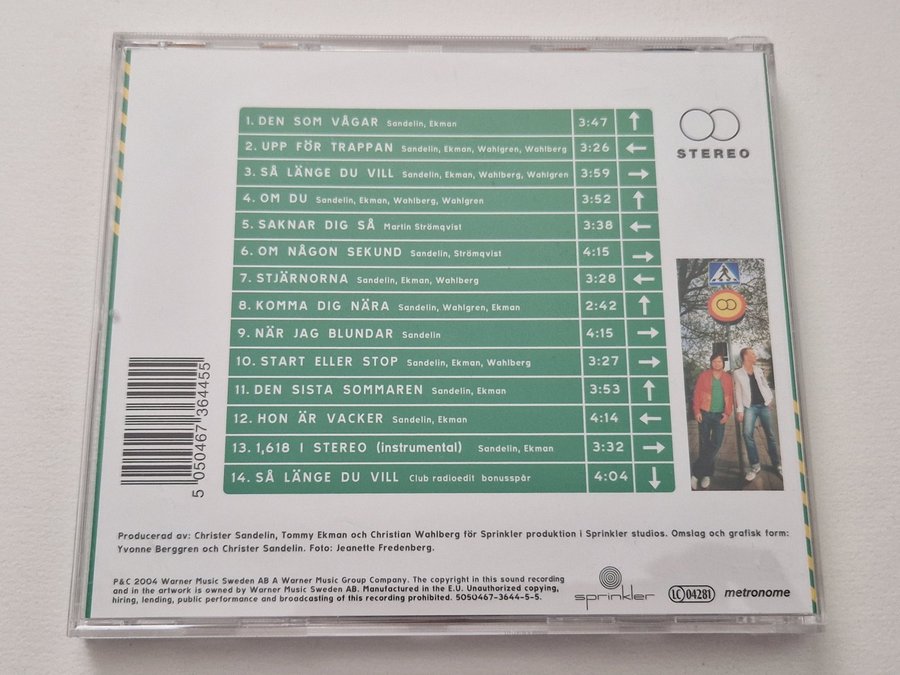 1. DEN SOM VÅGAR Sandelin, Ekman 3:47
2. UPP FÖR TRAPPAN Sandelin, Ekman, Wahlgren, Wahlberg 3:26
3. SÅ LÄNGE DU VILL Sandelin, Ekman, Wahlberg, Wahlgren 3:59
4. OM DU Sandelin, Ekman, Wahlberg, Wahlgren 3:52
5. SAKNAR DIG SÅ Martin Strömqvist 3:38
6. OM NÅGON SEKUND Sandelin, Strömqvist 4:15
7. STJÄRNORNA Sandelin, Ekman, Wahlberg 3:28
8. KOMMA DIG NÄRA Sandelin, Wahlgren, Ekman 2:42
9. NÄR JAG BLUNDAR Sandelin 4:15
10. START ELLER STOP Sandelin, Ekman, Wahlberg 3:27
11. DEN SISTA SOMMAREN Sandelin, Ekman 3:53
12. HON ÄR VACKER Sandelin, Ekman 4:14
13. 1,618 I STEREO (instrumental) Sandelin, Ekman 3:32
14. SÅ LÄNGE DU VILL Club radioedit bonusspår 4:04
STEREO
5 050467 364455
Producerad av: Christer Sandelin, Tommy Ekman och Christian Wahlberg för Sprinkler produktion i Sprinkler studios. Omslag och grafisk form:
Yvonne Berggren och Christer Sandelin. Foto: Jeanette Fredenberg.
P&C 2004 Warner Music Sweden AB A Warner Music Group Company. The copyright in this sound recording
and in the artwork is owned by Warner Music Sweden AB. Manufactured in the E.U. Unauthorized copying,
hiring, lending, public performance and broadcasting of this recording prohibited. 5050467-3644-5-5.
sprinkler
LC 04281
metronome